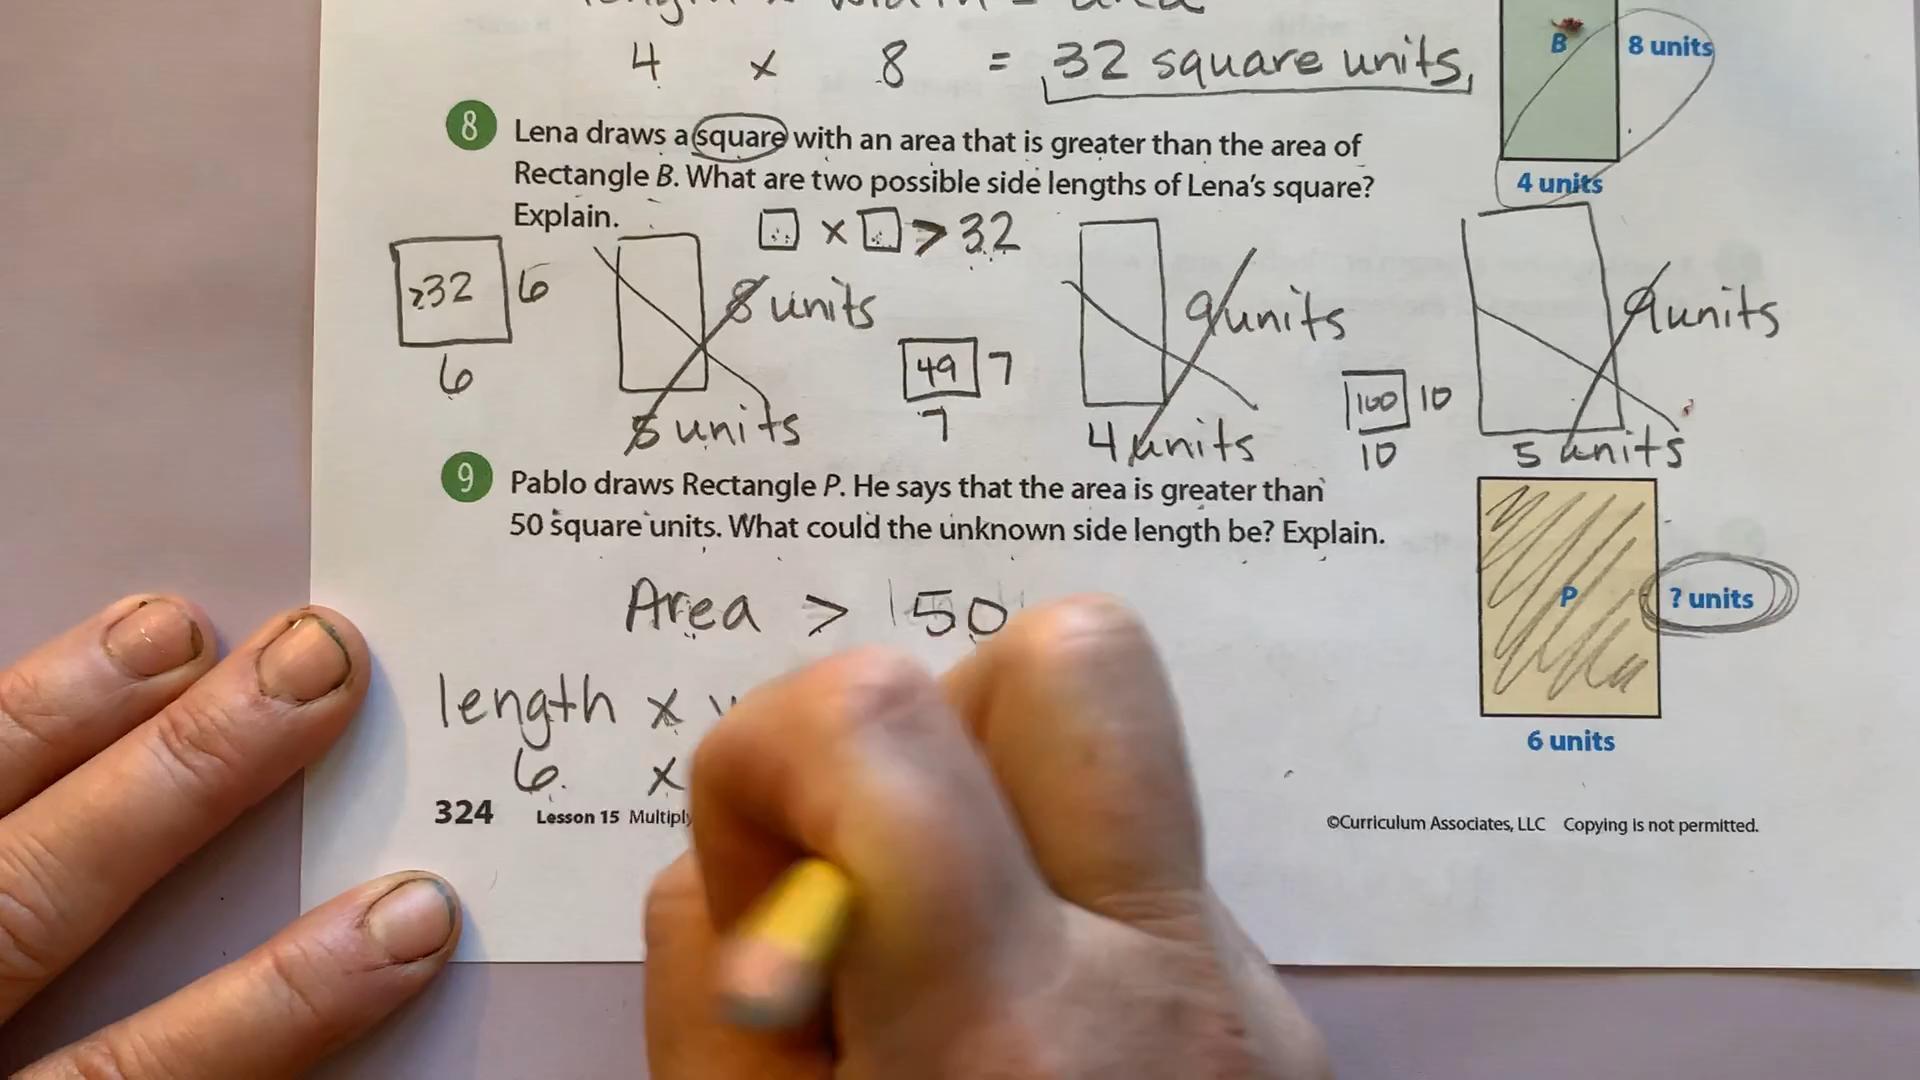 4 x 8 = 32 square units,
B 8 units
4 units
8 Lena draws a square with an area that is greater than the area of
Rectangle B. What are two possible side lengths of Lena's square?
Explain.
□ x □ > 32
>32 6
6
8 units
5 units
49 7
7
9 units
4 units
100 10
10
9 units
5 units
9 Pablo draws Rectangle P. He says that the area is greater than
50 square units. What could the unknown side length be? Explain.
Area > 50
P ? units
6 units
length x
6 x
324 Lesson 15
©Curriculum Associates, LLC Copying is not permitted.